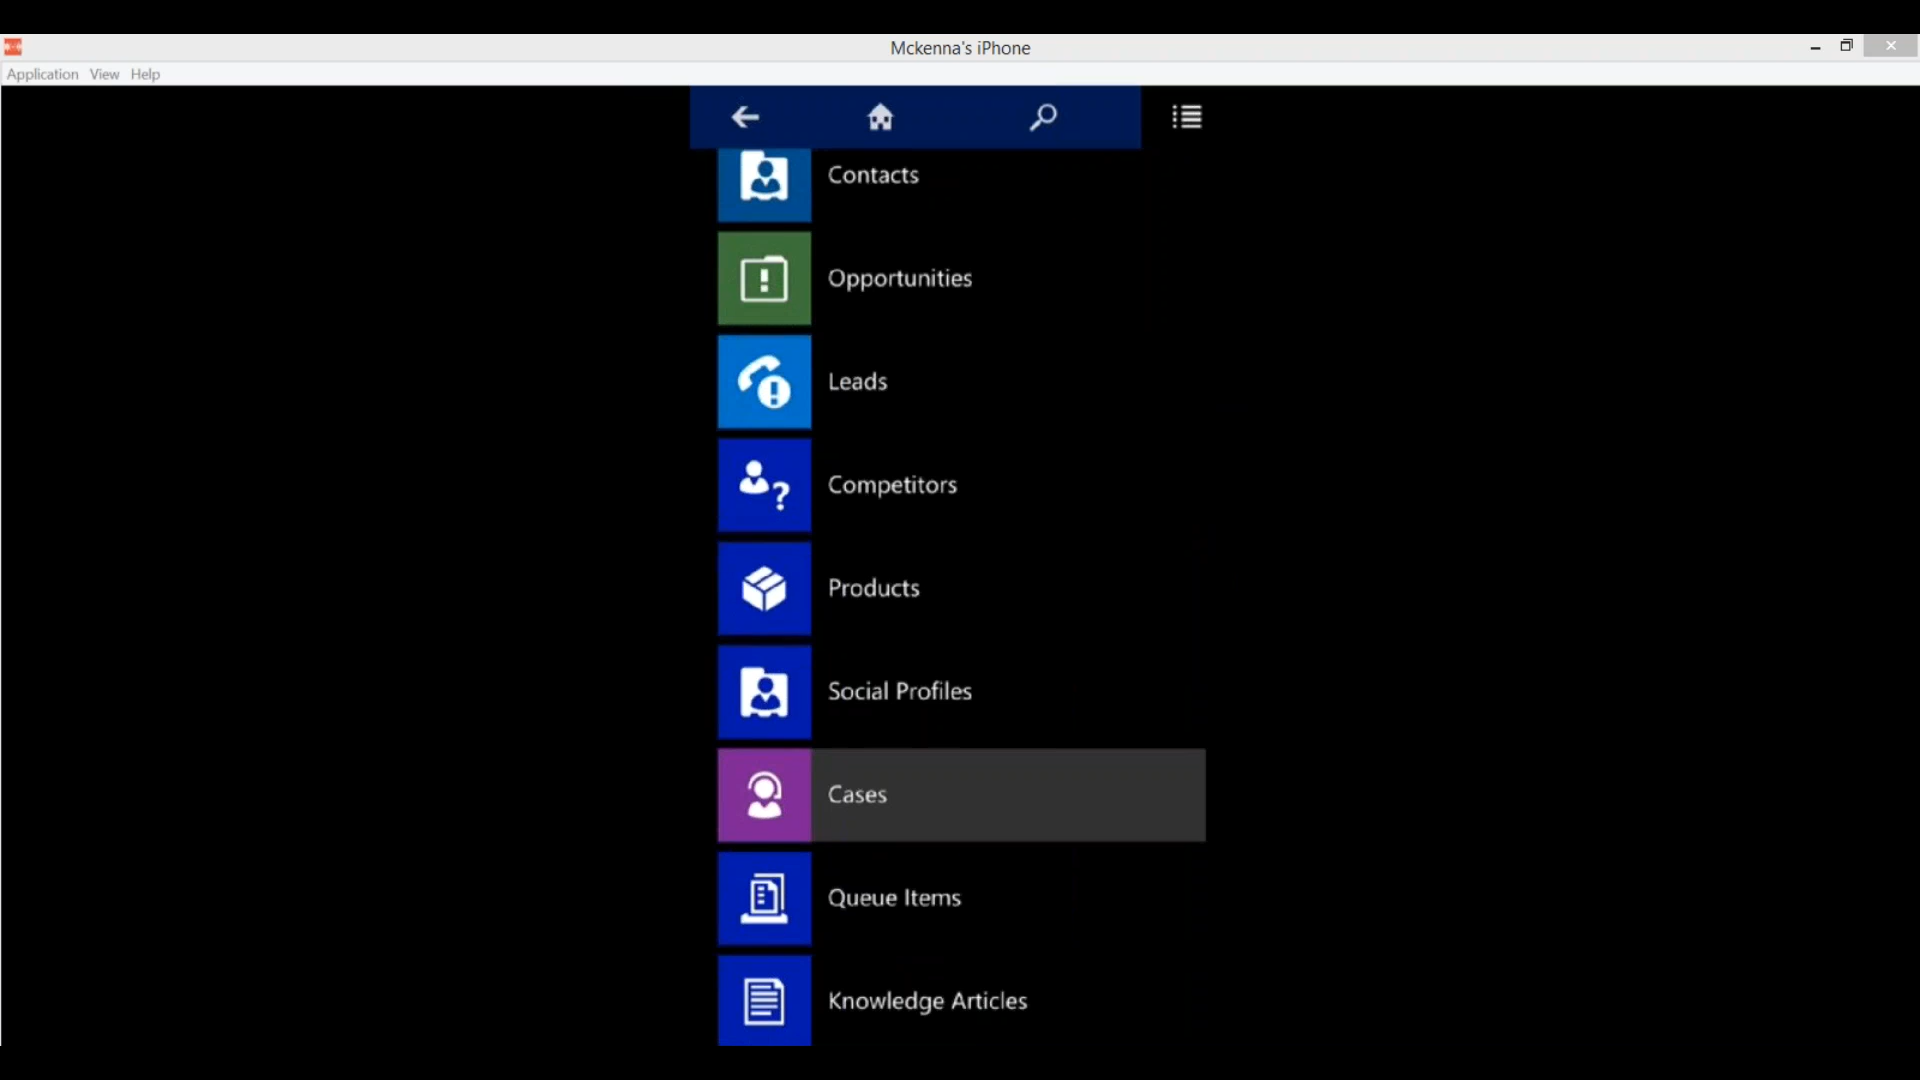 Mckenna's iPhone
Application View Help
Contacts
Opportunities
Leads
Competitors
Products
Social Profiles
Cases
Queue Items
Knowledge Articles